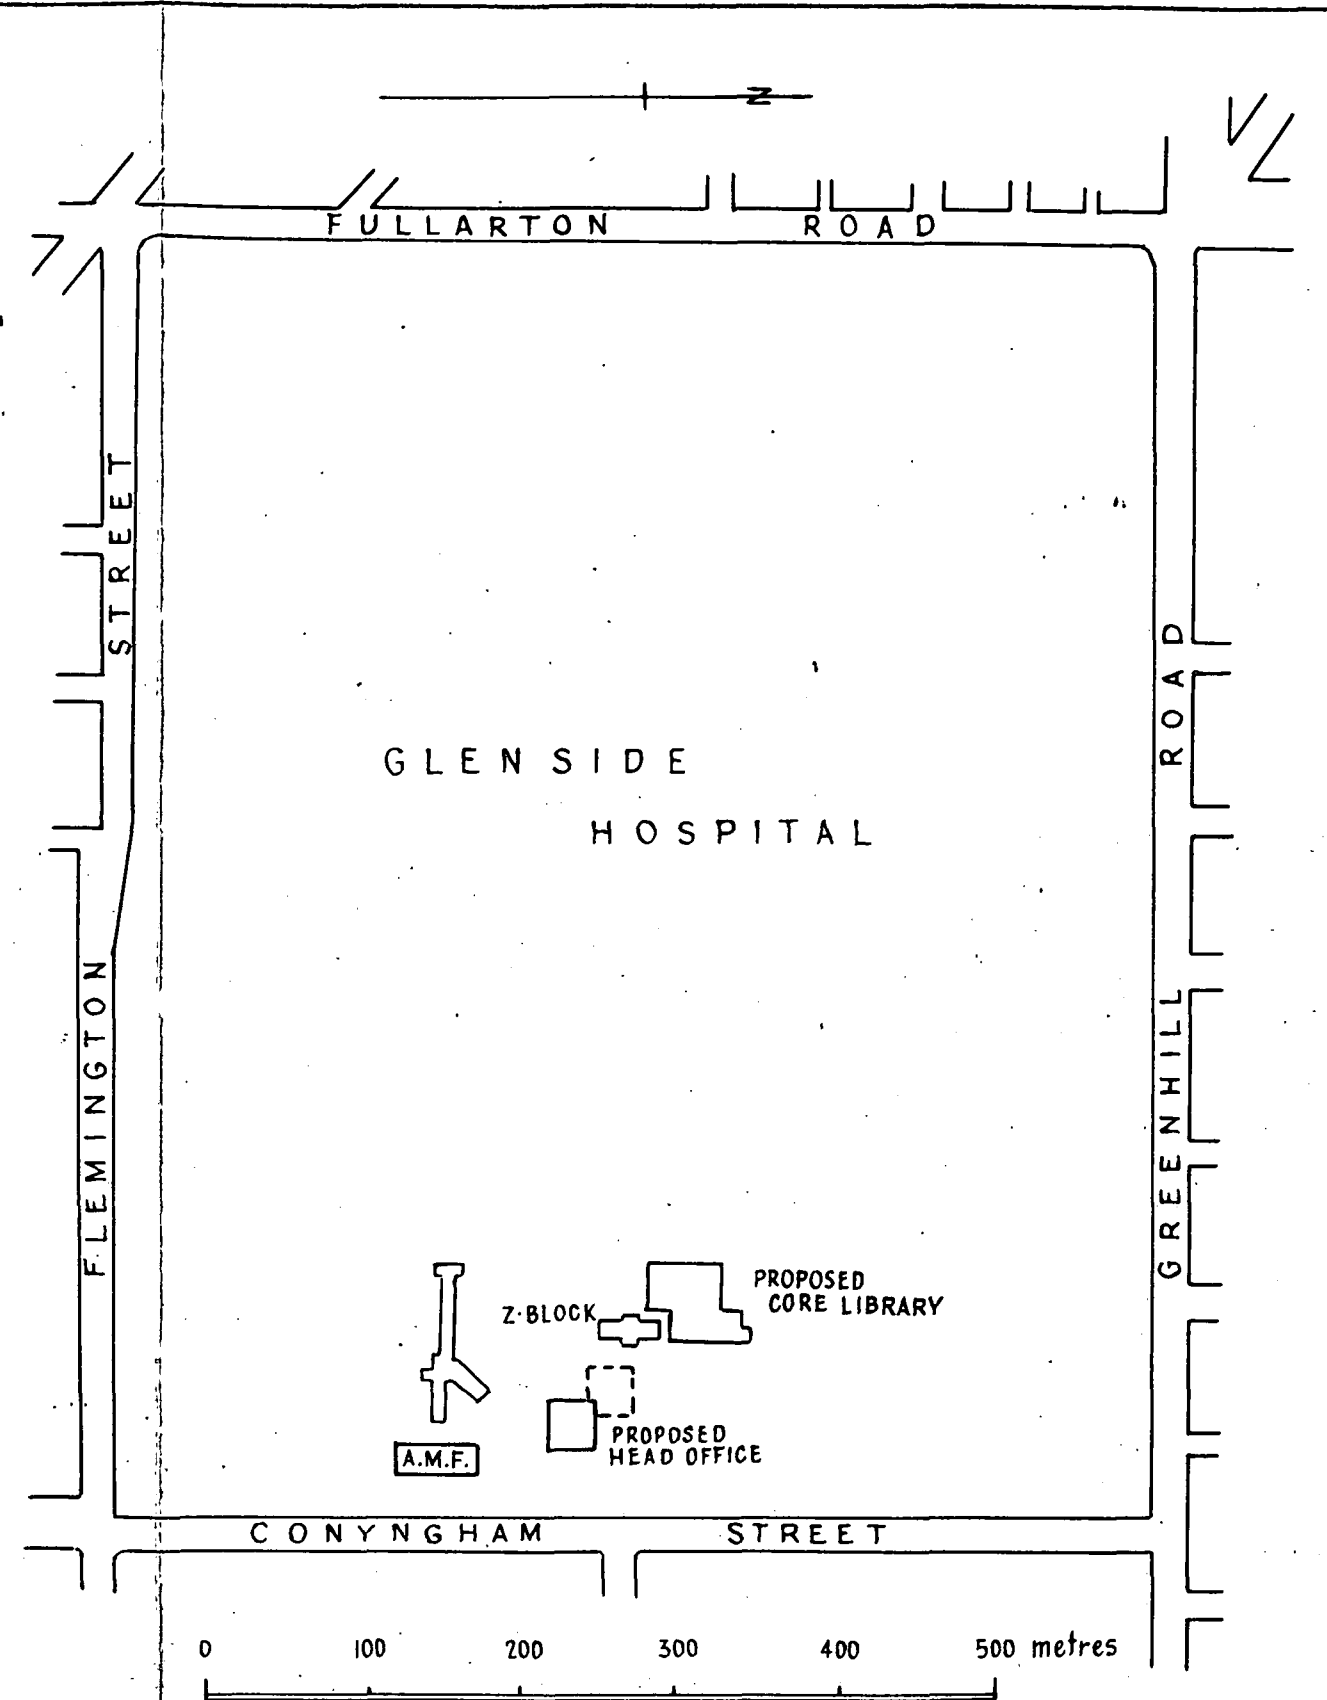 N
FULLARTON ROAD
FLEMINGTON STREET
GREENHILL ROAD
GLENSIDE
HOSPITAL
Z·BLOCK
PROPOSED
CORE LIBRARY
PROPOSED
HEAD OFFICE
A.M.F.
CONYNGHAM STREET
0 100 200 300 400 500 metres